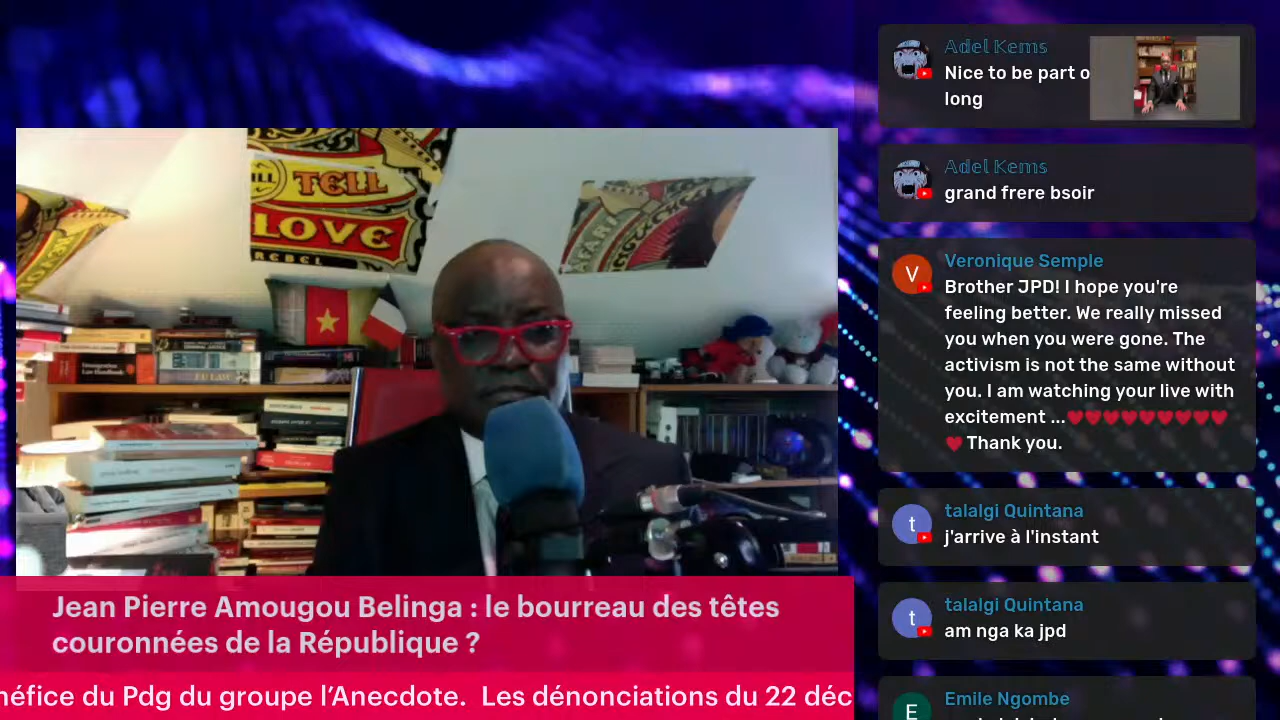 TELL
LOVE
REBEL
Jean Pierre Amougou Belinga : le bourreau des têtes
couronnées de la République ?
néfice du Pdg du groupe l’Anecdote. Les dénonciations du 22 déc
Adel Kems
Nice to be part o
long
Adel Kems
grand frere bsoir
Veronique Semple
Brother JPD! I hope you're
feeling better. We really missed
you when you were gone. The
activism is not the same without
you. I am watching your live with
excitement ...❤❤❤❤❤❤❤❤❤
❤ Thank you.
talalgi Quintana
j'arrive à l'instant
talalgi Quintana
am nga ka jpd
Emile Ngombe